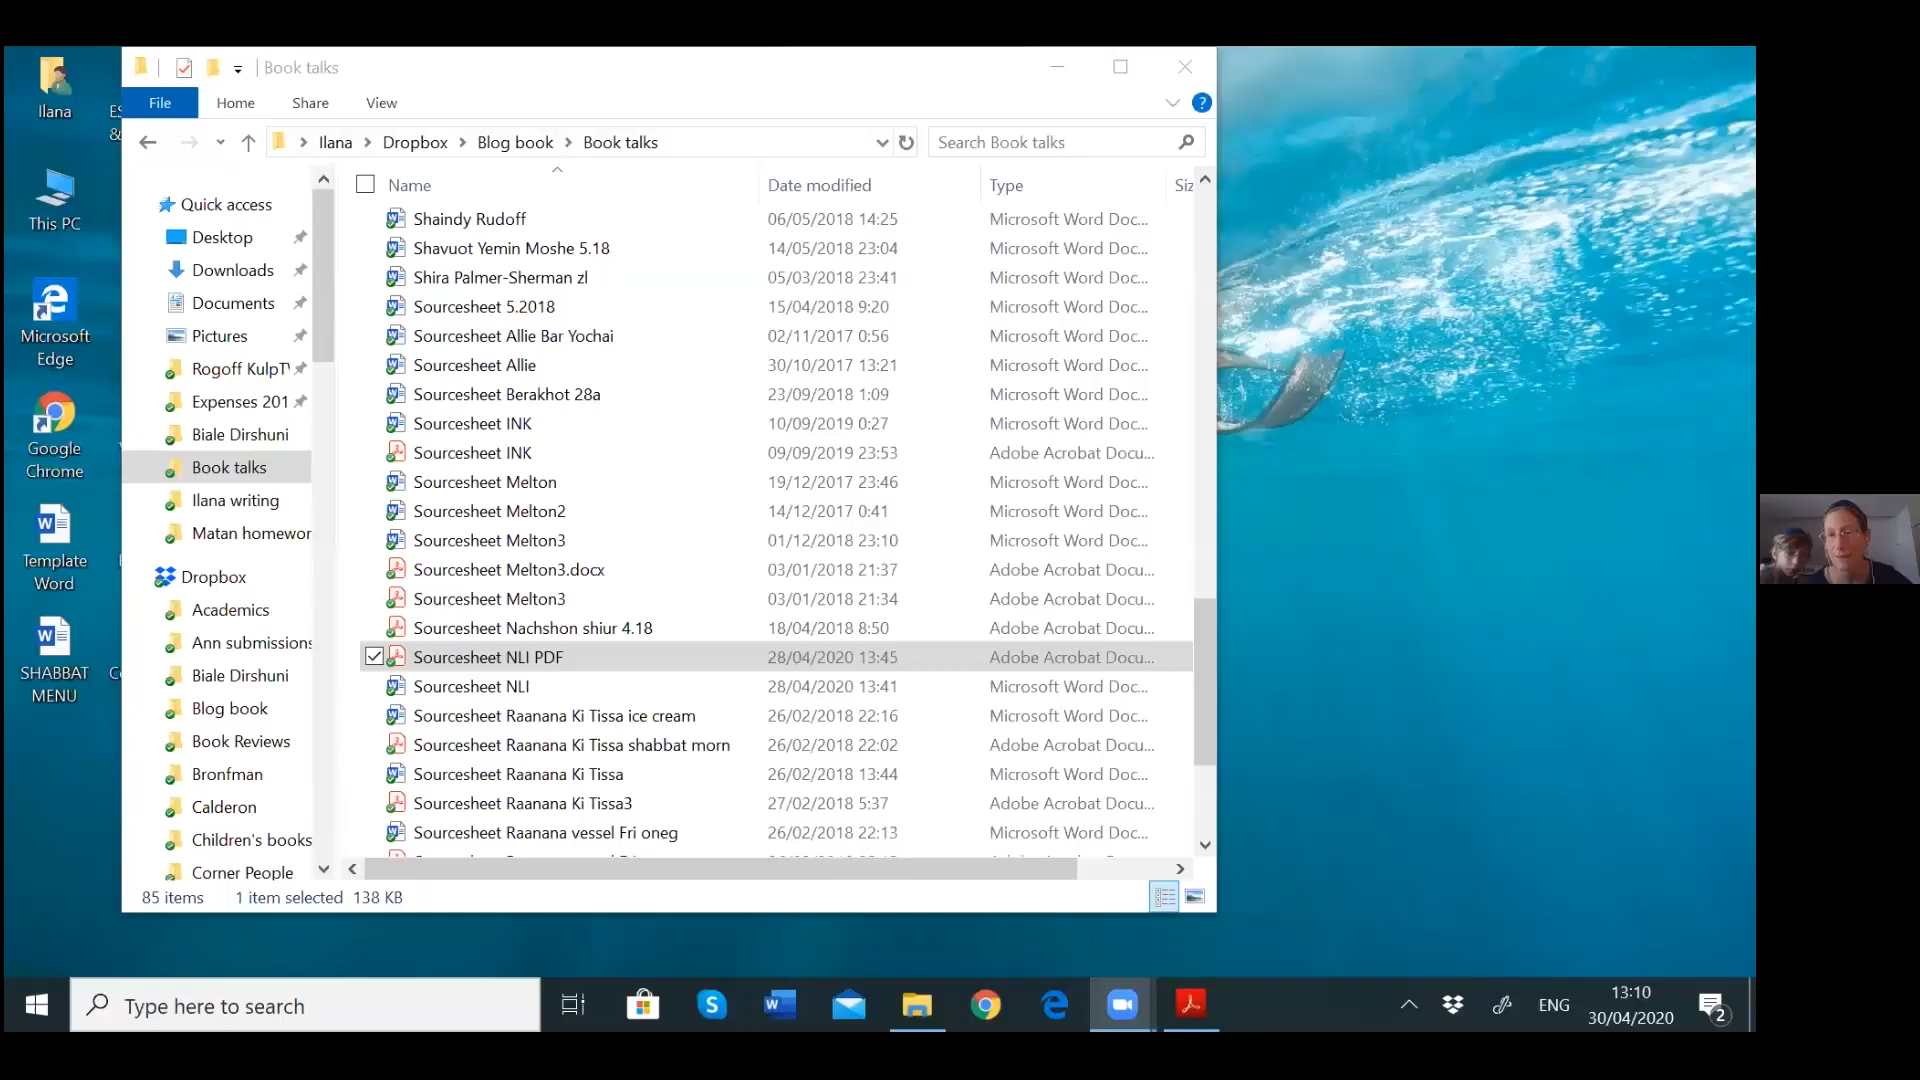 Ilana
This PC
Microsoft
Edge
Google
Chrome
Template
Word
SHABBAT
MENU
ES
&
Book talks
File Home Share View
Ilana Dropbox Blog book Book talks
Search Book talks
Quick access
Desktop
Downloads
Documents
Pictures
Rogoff KulpT
Expenses 201
Biale Dirshuni
Book talks
Ilana writing
Matan homewor
Dropbox
Academics
Ann submissions
Biale Dirshuni
Blog book
Book Reviews
Bronfman
Calderon
Children's books
Corner People
Name Date modified Type Siz
Shaindy Rudoff 06/05/2018 14:25 Microsoft Word Doc...
Shavuot Yemin Moshe 5.18 14/05/2018 23:04 Microsoft Word Doc...
Shira Palmer-Sherman zl 05/03/2018 23:41 Microsoft Word Doc...
Sourcesheet 5.2018 15/04/2018 9:20 Microsoft Word Doc...
Sourcesheet Allie Bar Yochai 02/11/2017 0:56 Microsoft Word Doc...
Sourcesheet Allie 30/10/2017 13:21 Microsoft Word Doc...
Sourcesheet Berakhot 28a 23/09/2018 1:09 Microsoft Word Doc...
Sourcesheet INK 10/09/2019 0:27 Microsoft Word Doc...
Sourcesheet INK 09/09/2019 23:53 Adobe Acrobat Docu...
Sourcesheet Melton 19/12/2017 23:46 Microsoft Word Doc...
Sourcesheet Melton2 14/12/2017 0:41 Microsoft Word Doc...
Sourcesheet Melton3 01/12/2018 23:10 Microsoft Word Doc...
Sourcesheet Melton3.docx 03/01/2018 21:37 Adobe Acrobat Docu...
Sourcesheet Melton3 03/01/2018 21:34 Adobe Acrobat Docu...
Sourcesheet Nachshon shiur 4.18 18/04/2018 8:50 Adobe Acrobat Docu...
Sourcesheet NLI PDF 28/04/2020 13:45 Adobe Acrobat Docu...
Sourcesheet NLI 28/04/2020 13:41 Microsoft Word Doc...
Sourcesheet Raanana Ki Tissa ice cream 26/02/2018 22:16 Microsoft Word Doc...
Sourcesheet Raanana Ki Tissa shabbat morn 26/02/2018 22:02 Adobe Acrobat Docu...
Sourcesheet Raanana Ki Tissa 26/02/2018 13:44 Microsoft Word Doc...
Sourcesheet Raanana Ki Tissa3 27/02/2018 5:37 Adobe Acrobat Docu...
Sourcesheet Raanana vessel Fri oneg 26/02/2018 22:13 Microsoft Word Doc...
85 items 1 item selected 138 KB
Type here to search
ENG
13:10
30/04/2020
2